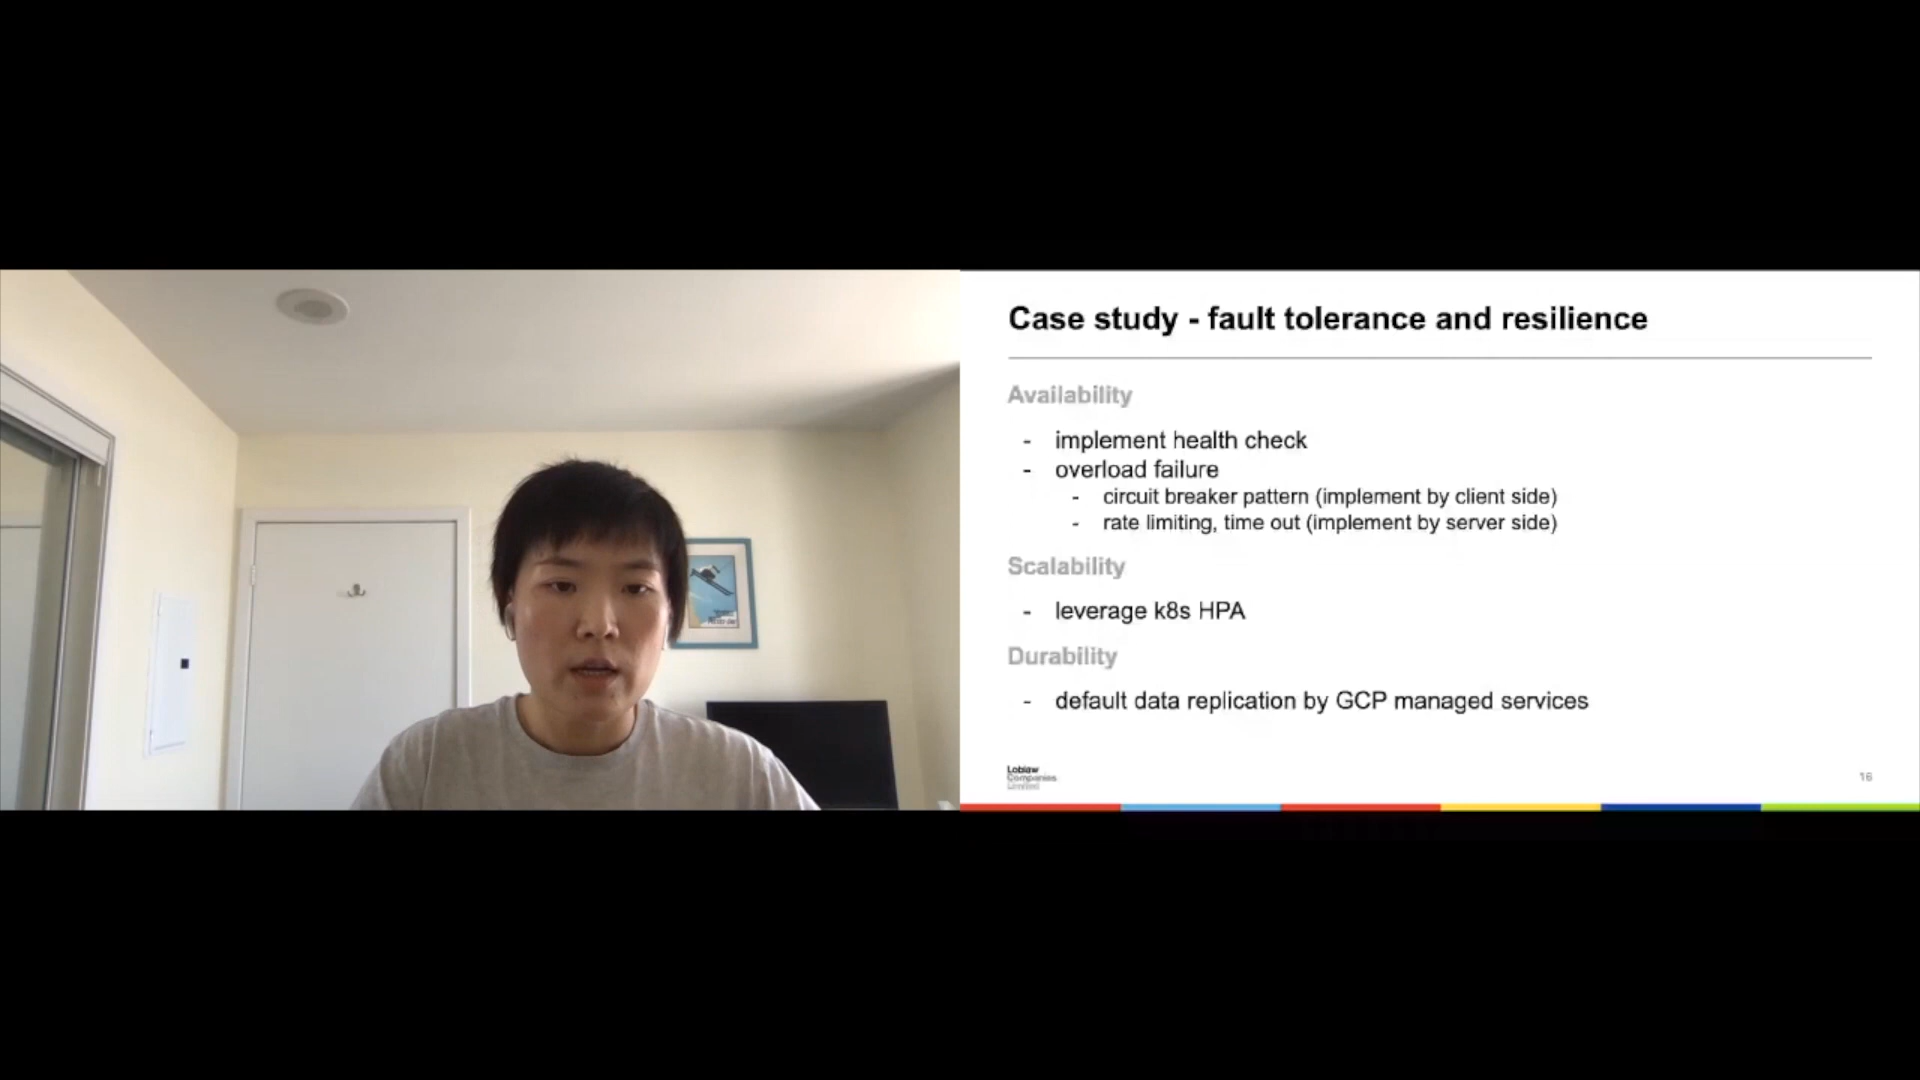 Case study - fault tolerance and resilience
Availability
- implement health check
- overload failure
- circuit breaker pattern (implement by client side)
- rate limiting, time out (implement by server side)
Scalability
- leverage k8s HPA
Durability
- default data replication by GCP managed services
Loblaw
Companies
Limited
16